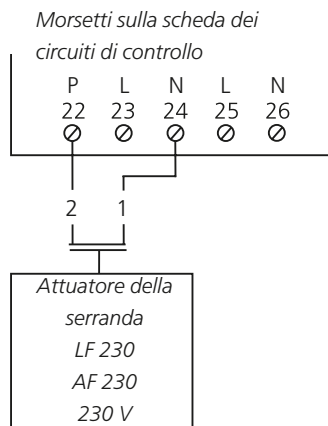 Morsetti sulla scheda dei
circuiti di controllo
P L N L N
22 23 24 25 26
2 1
Attuatore della
serranda
LF 230
AF 230
230 V